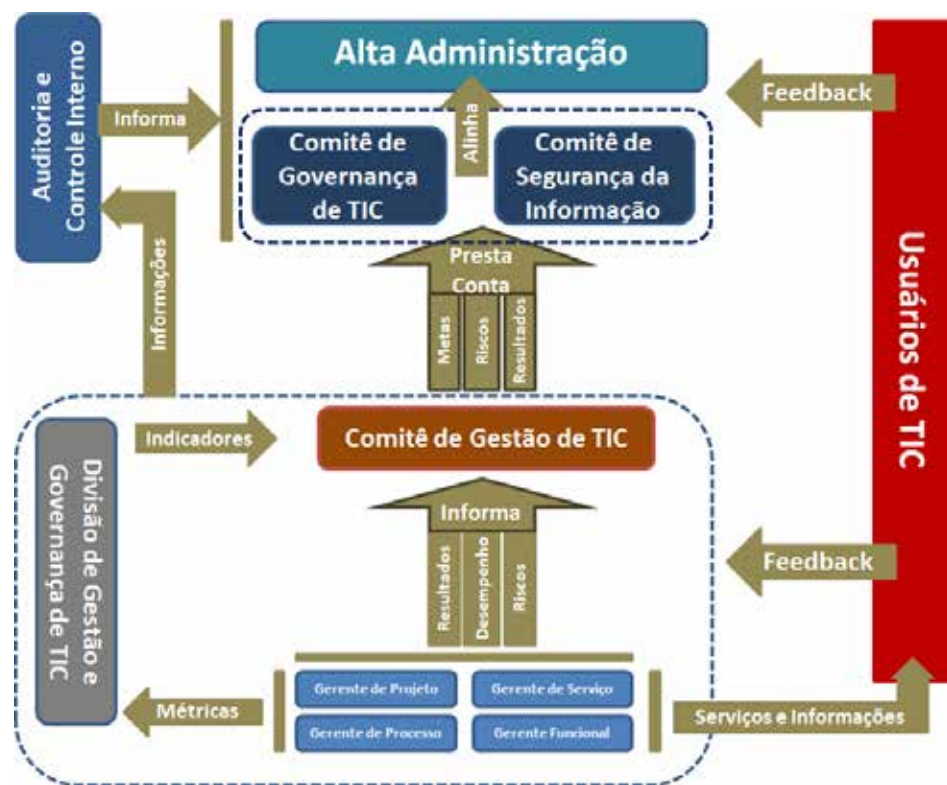 Alta Administração
Auditoria e
Controle Interno
Informa
Feedback
Comitê de
Governança
de TIC
Alinha
Comitê de
Segurança da
Informação
Usuários de TIC
Informações
Presta
Conta
Metas
Riscos
Resultados
Indicadores
Comitê de Gestão de TIC
Divisão de Gestão e
Governança de TIC
Informa
Resultados
Desempenho
Riscos
Feedback
Gerente de Projeto
Gerente de Serviço
Métricas
Gerente de Processo
Gerente Funcional
Serviços e Informações